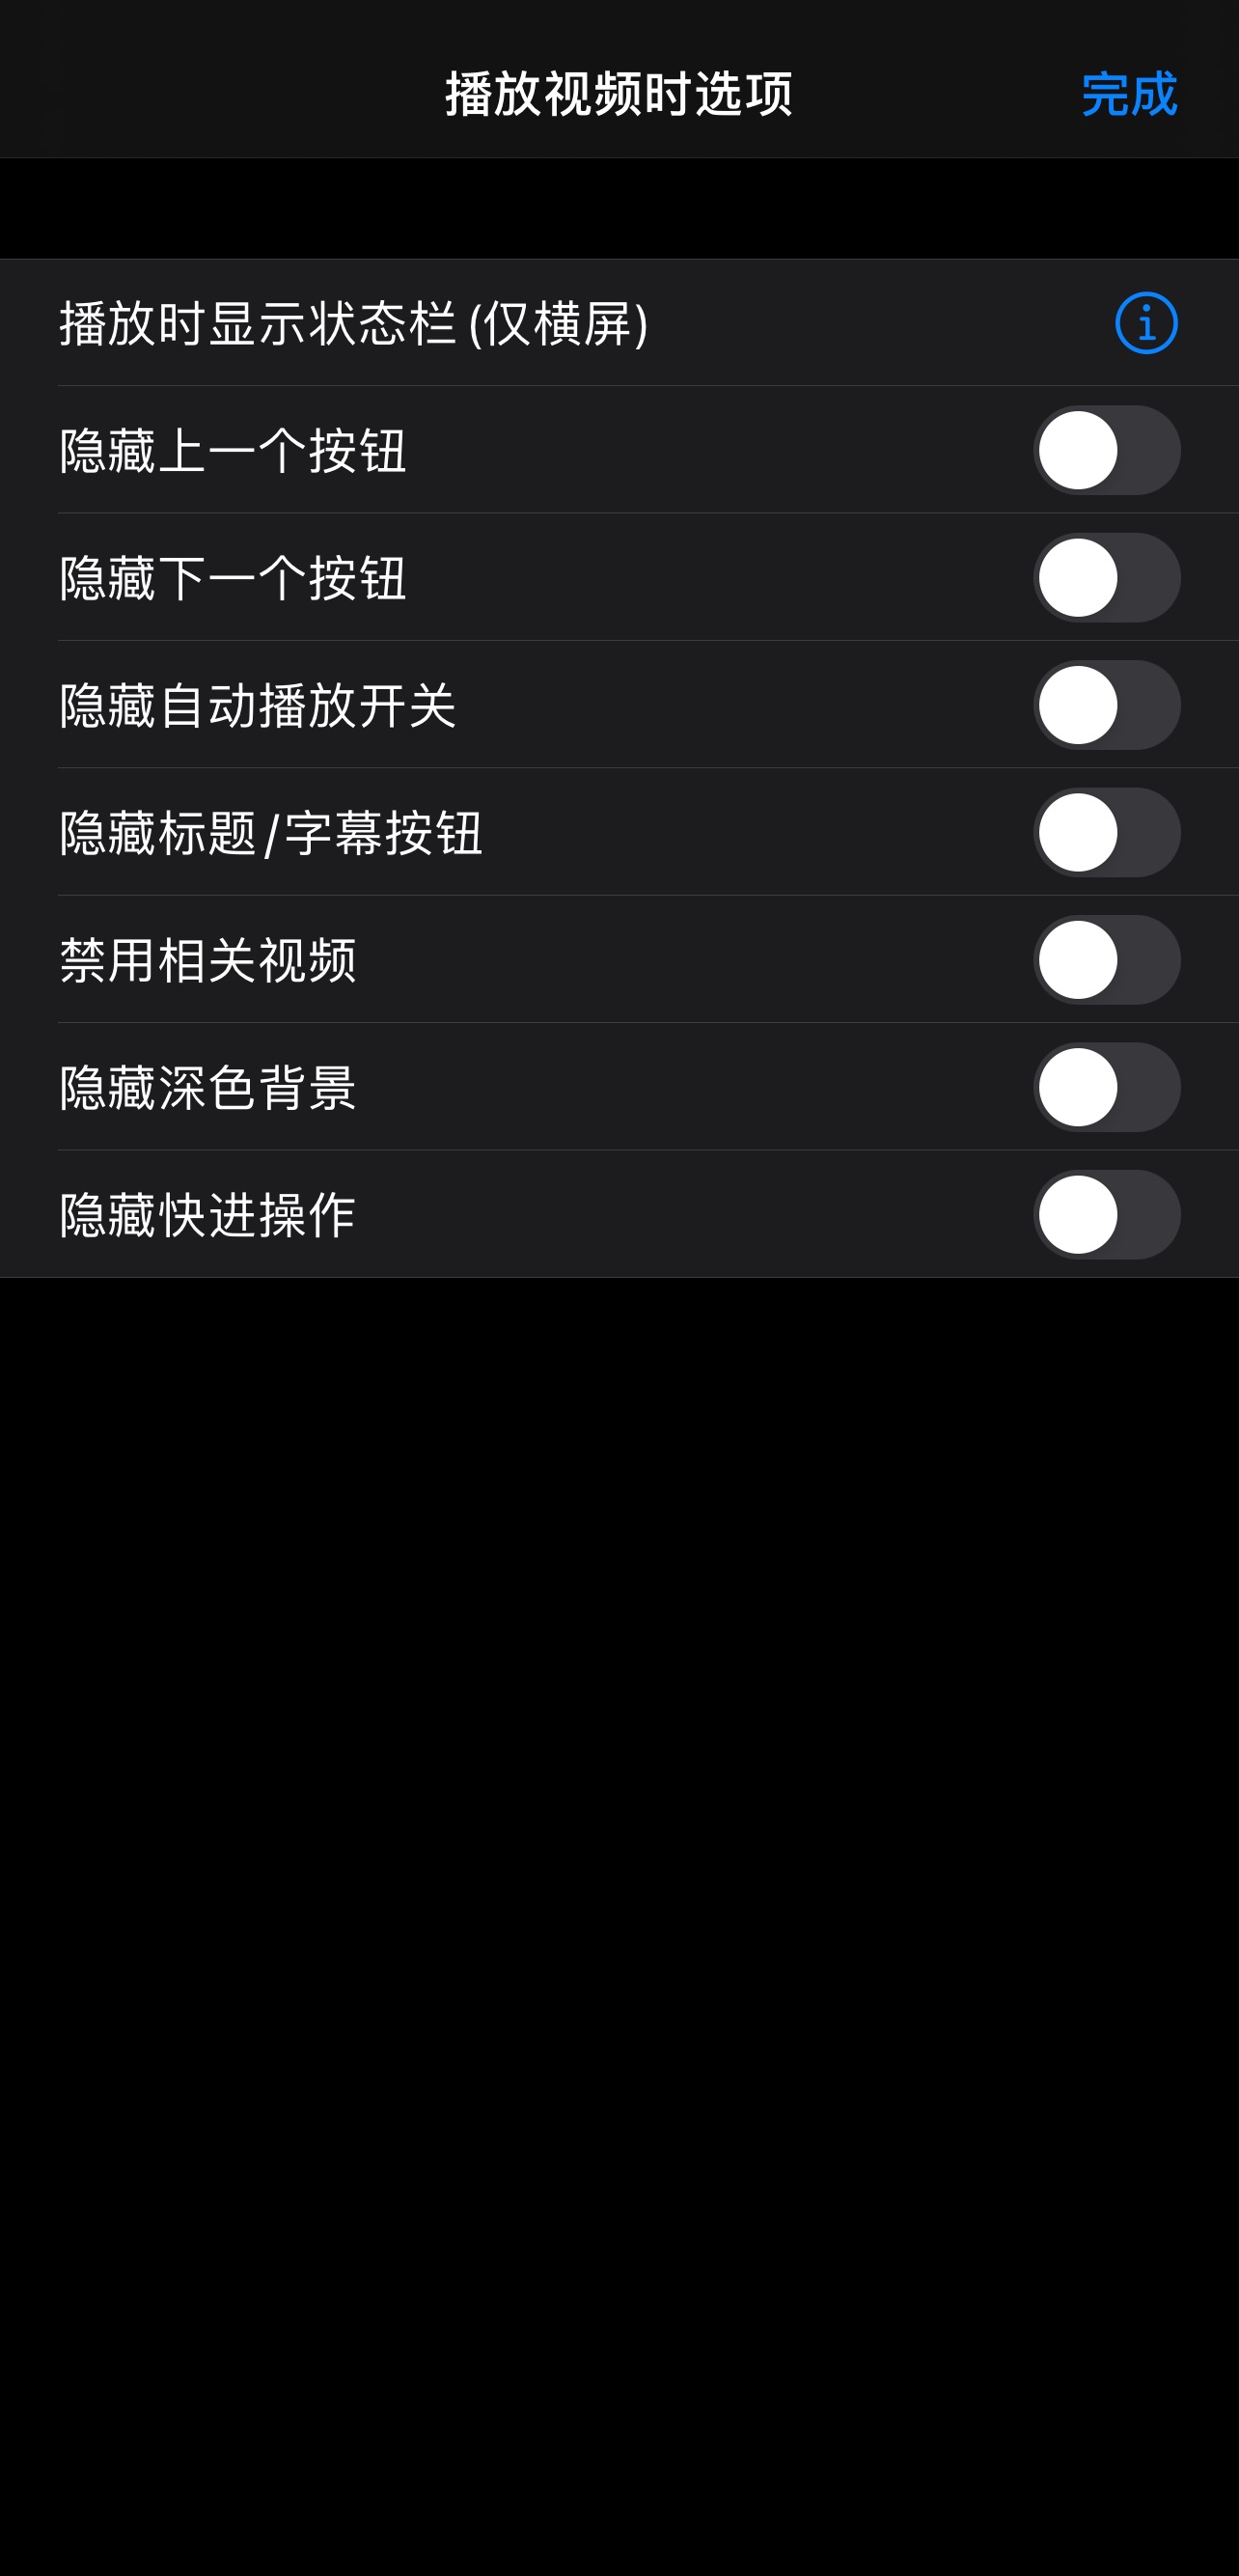 播放视频时选项
完成
播放时显示状态栏 (仅横屏)
隐藏上一个按钮
隐藏下一个按钮
隐藏自动播放开关
隐藏标题/字幕按钮
禁用相关视频
隐藏深色背景
隐藏快进操作